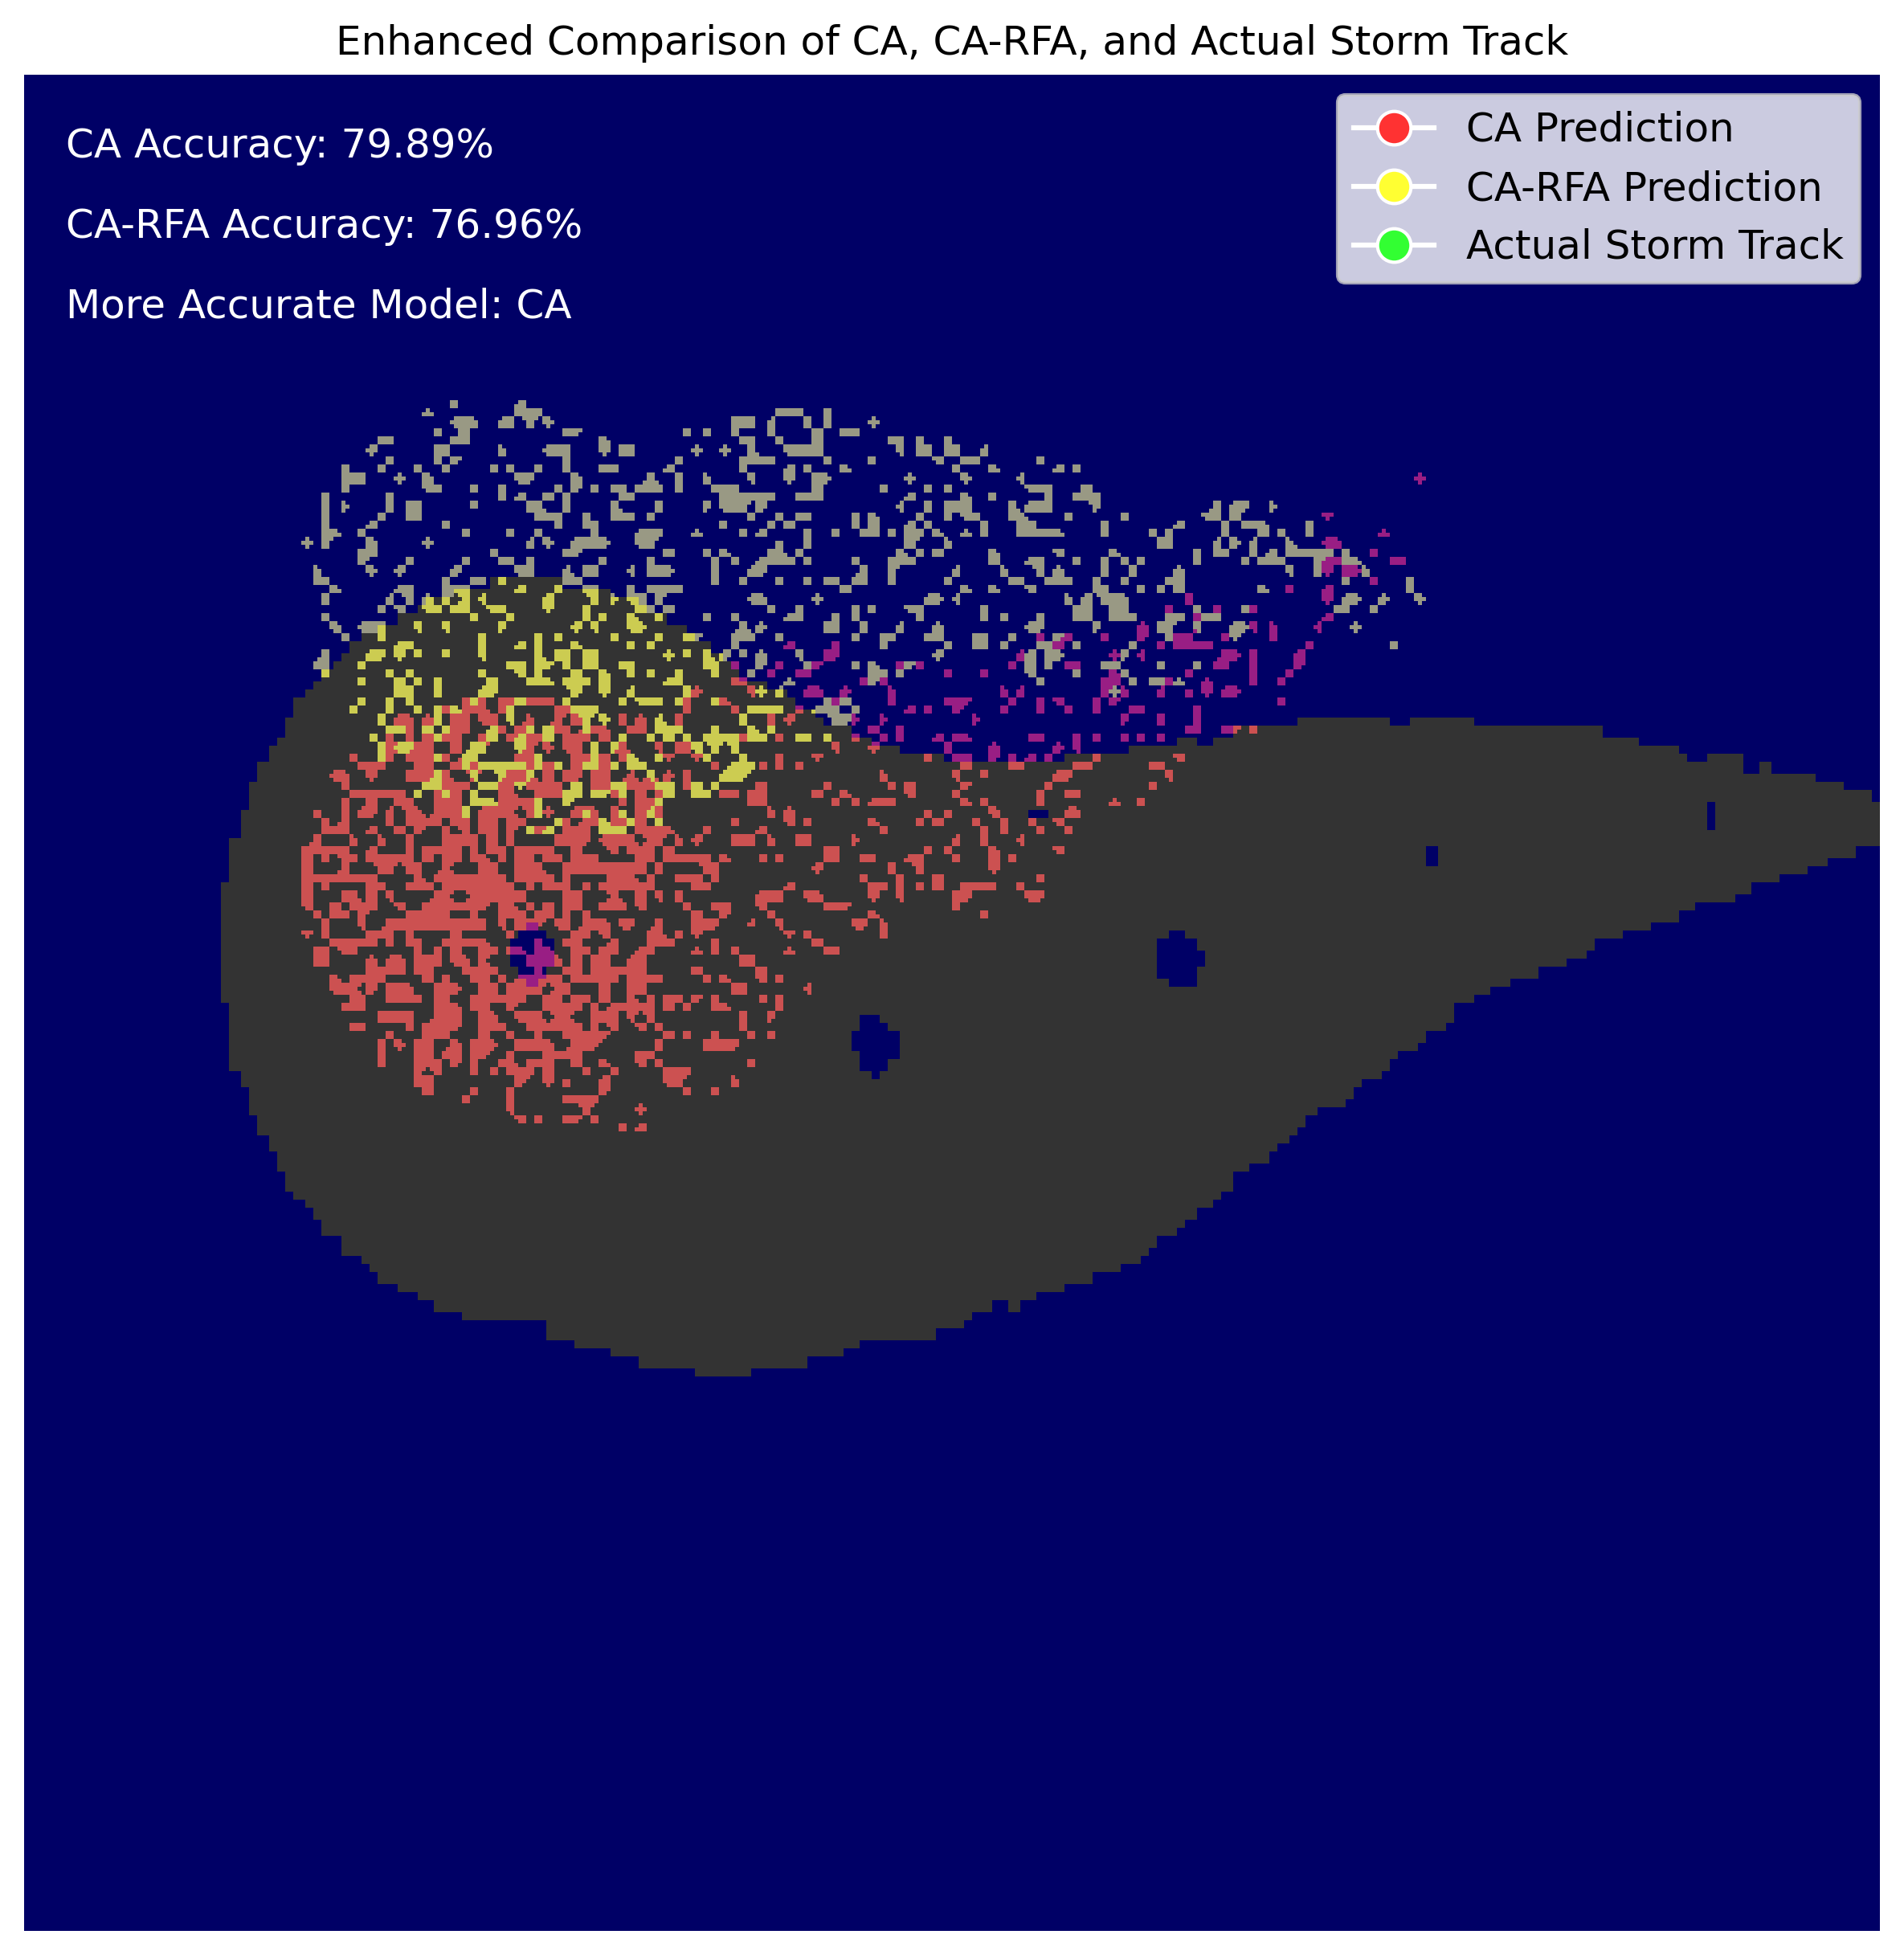 Enhanced Comparison of CA, CA-RFA, and Actual Storm Track
CA Accuracy: 79.89%
CA-RFA Accuracy: 76.96%
More Accurate Model: CA
CA Prediction
CA-RFA Prediction
Actual Storm Track